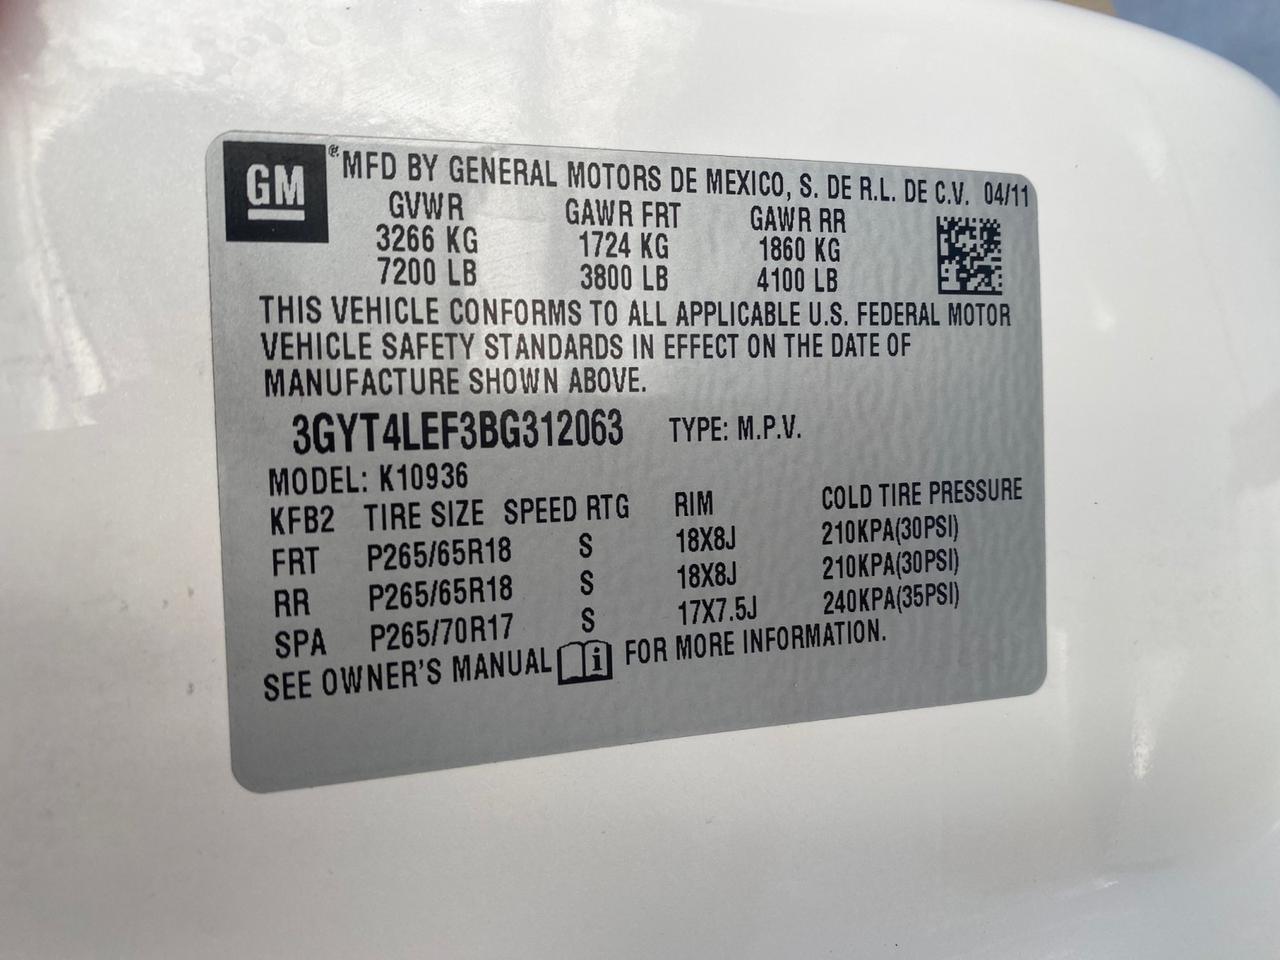 GM
MFD BY GENERAL MOTORS DE MEXICO, S. DE R.L. DE C.V. 04/11
GVWR GAWR FRT GAWR RR
3266 KG 1724 KG 1860 KG
7200 LB 3800 LB 4100 LB
THIS VEHICLE CONFORMS TO ALL APPLICABLE U.S. FEDERAL MOTOR
VEHICLE SAFETY STANDARDS IN EFFECT ON THE DATE OF
MANUFACTURE SHOWN ABOVE.
3GYT4LEF3BG312063 TYPE: M.P.V.
MODEL: K10936
KFB2 TIRE SIZE SPEED RTG RIM COLD TIRE PRESSURE
FRT P265/65R18 S 18X8J 210KPA(30PSI)
RR P265/65R18 S 18X8J 210KPA(30PSI)
SPA P265/70R17 S 17X7.5J 240KPA(35PSI)
SEE OWNER'S MANUAL i FOR MORE INFORMATION.